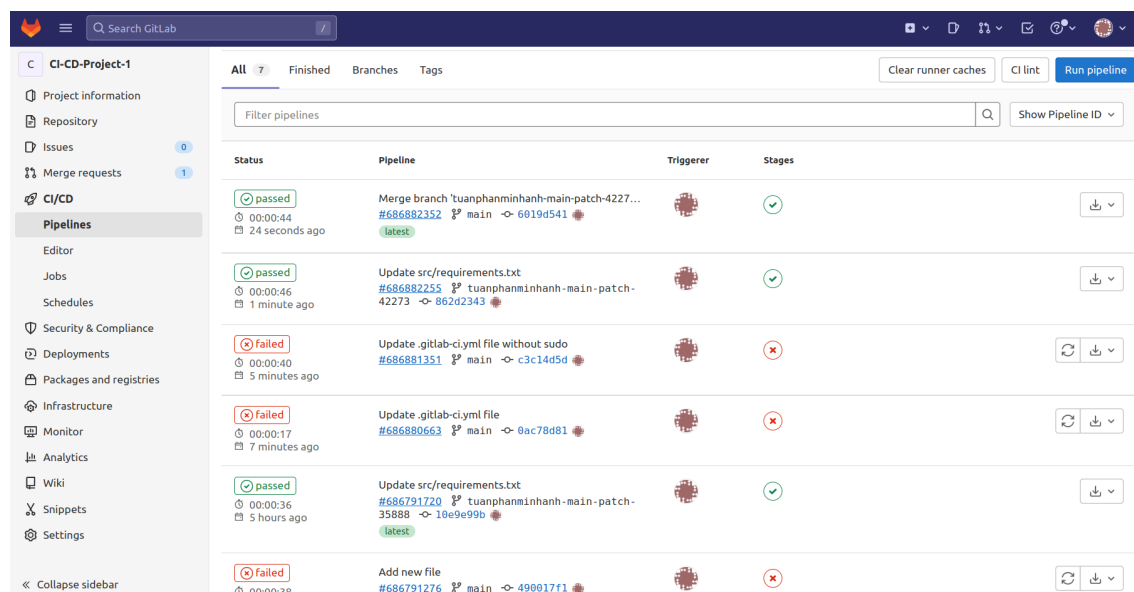 Search GitLab /
C CI-CD-Project-1
Project information
Repository
Issues 0
Merge requests 1
CI/CD
Pipelines
Editor
Jobs
Schedules
Security & Compliance
Deployments
Packages and registries
Infrastructure
Monitor
Analytics
Wiki
Snippets
Settings
Collapse sidebar
All 7 Finished Branches Tags Clear runner caches CI lint Run pipeline
Filter pipelines Show Pipeline ID
Status Pipeline Triggerer Stages
passed Merge branch 'tuanphanminhanh-main-patch-4227...
00:00:44 #686882352 main 6019d541
24 seconds ago latest
passed Update src/requirements.txt
00:00:46 #686882255 tuanphanminhanh-main-patch-
1 minute ago 42273 862d2343
failed Update .gitlab-ci.yml file without sudo
00:00:40 #686881351 main c3c14d5d
5 minutes ago
failed Update .gitlab-ci.yml file
00:00:17 #686880663 main 0ac78d81
7 minutes ago
passed Update src/requirements.txt
00:00:36 #686791720 tuanphanminhanh-main-patch-
5 hours ago 35888 10e9e99b
latest
failed Add new file
00:00:38 #686791276 main 490017f1